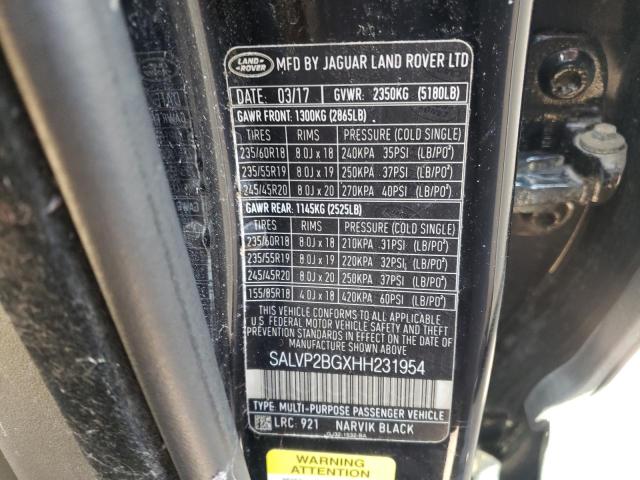 LAND ROVER MFD BY JAGUAR LAND ROVER LTD
DATE: 03/17 GVWR: 2350KG (5180LB)
GAWR FRONT: 1300KG (2865LB)
TIRES RIMS PRESSURE (COLD SINGLE)
235/60R18 8.0J x 18 240KPA 35PSI (LB/PO²)
235/55R19 8.0J x 19 250KPA 37PSI (LB/PO²)
245/45R20 8.0J x 20 270KPA 40PSI (LB/PO²)
GAWR REAR: 1145KG (2525LB)
TIRES RIMS PRESSURE (COLD SINGLE)
235/60R18 8.0J x 18 210KPA 31PSI (LB/PO²)
235/55R19 8.0J x 19 220KPA 32PSI (LB/PO²)
245/45R20 8.0J x 20 250KPA 37PSI (LB/PO²)
155/85R18 4.0J x 18 420KPA 60PSI (LB/PO²)
THIS VEHICLE CONFORMS TO ALL APPLICABLE
U.S. FEDERAL MOTOR VEHICLE SAFETY AND THEFT
PREVENTION STANDARDS IN EFFECT ON THE DATE
OF MANUFACTURE SHOWN ABOVE
SALVP2BGXHH231954
TYPE: MULTI-PURPOSE PASSENGER VEHICLE
LRC: 921 NARVIK BLACK
WARNING
ATTENTION